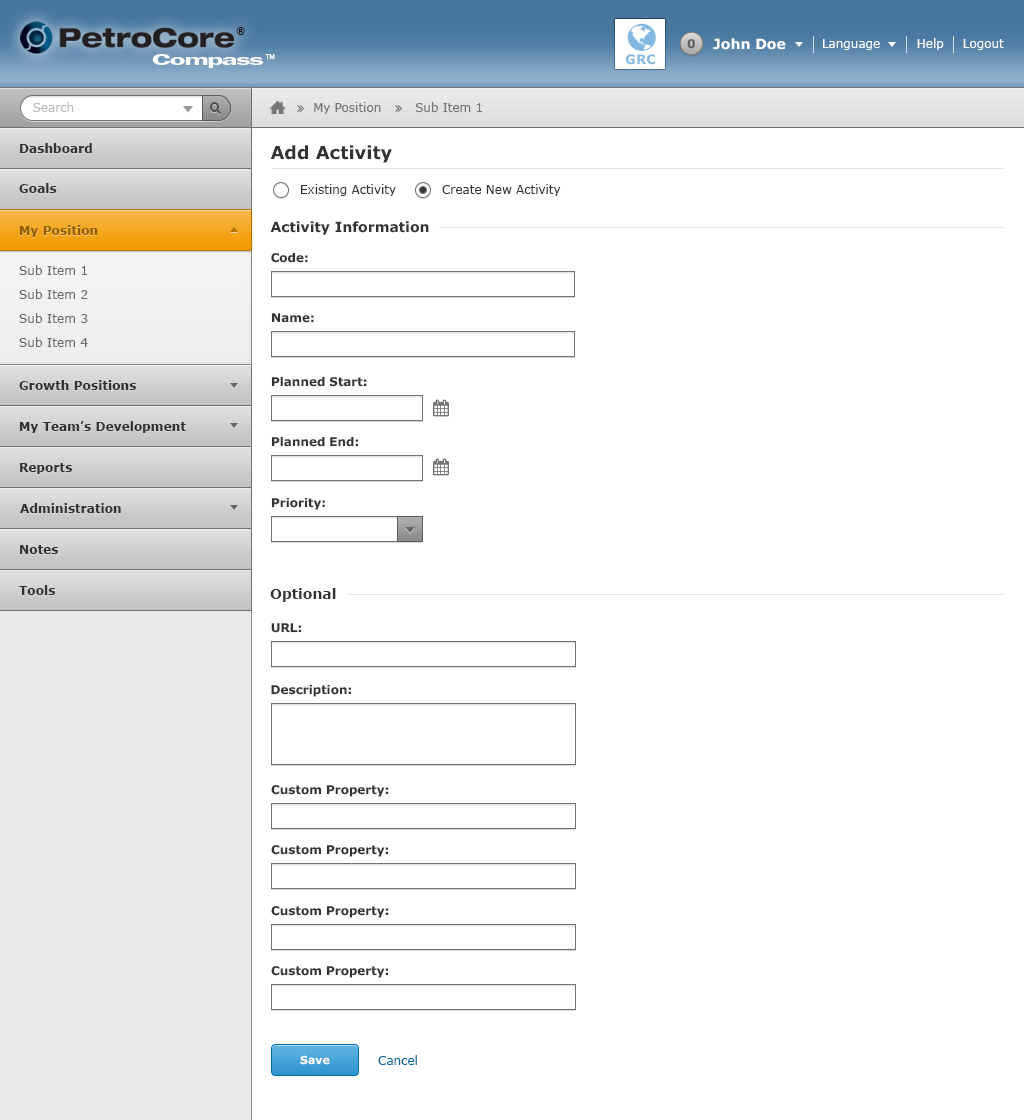 PetroCore®
Compass™
GRC
0 John Doe Language Help Logout
Search
» My Position » Sub Item 1
Dashboard
Goals
My Position
Sub Item 1
Sub Item 2
Sub Item 3
Sub Item 4
Growth Positions
My Team’s Development
Reports
Administration
Notes
Tools
Add Activity
Existing Activity Create New Activity
Activity Information
Code:
Name:
Planned Start:
Planned End:
Priority:
Optional
URL:
Description:
Custom Property:
Custom Property:
Custom Property:
Custom Property:
Save Cancel